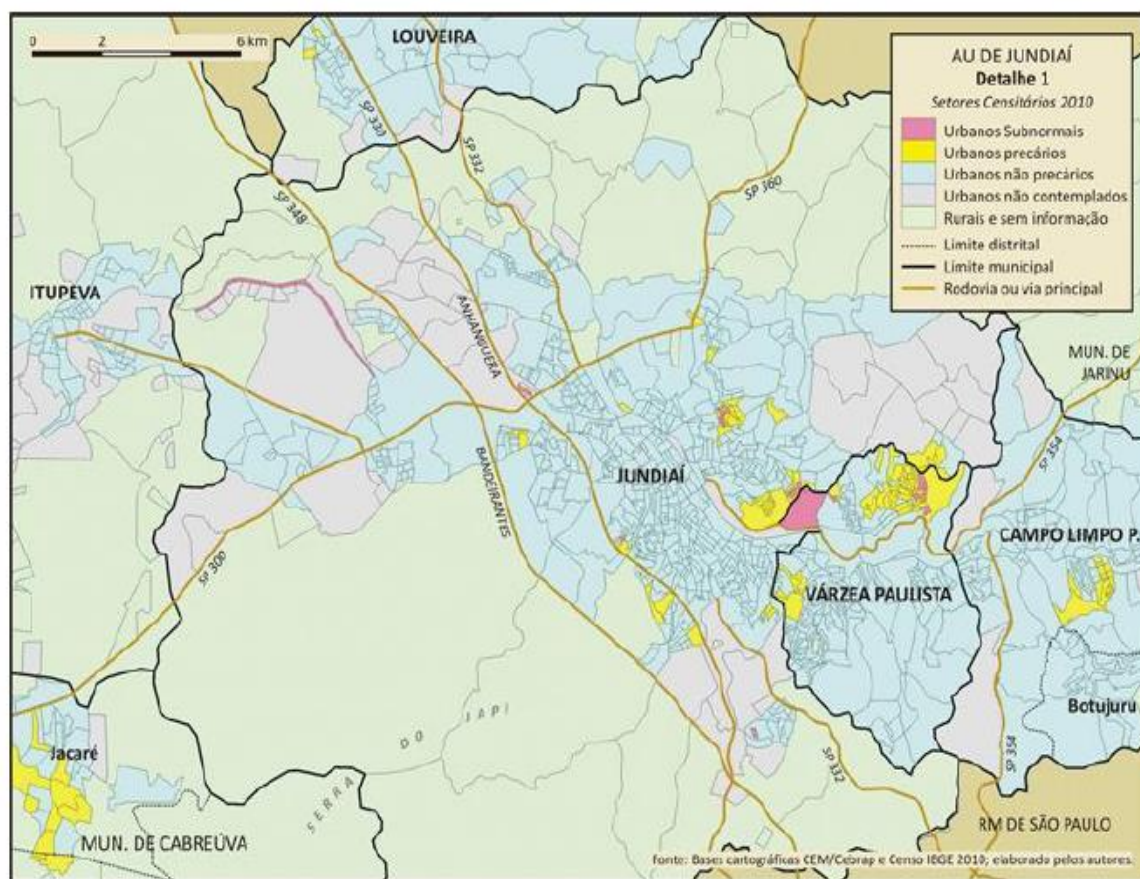 0 2 6 km
LOUVEIRA
AU DE JUNDIAÍ
Detalhe 1
Setores Censitários 2010
Urbanos Subnormais
Urbanos precários
Urbanos não precários
Urbanos não contemplados
Rurais e sem informação
Limite distrital
Limite municipal
Rodovia ou via principal
SP 330
SP 332
SP 360
SP 348
ITUPEVA
ANHANGUERA
MUN. DE
JARINU
SP 354
JUNDIAÍ
BANDEIRANTES
CAMPO LIMPO P.
SP 300
VÁRZEA PAULISTA
Botujuru
SERRA DO JAPI
Jacaré
SP 332
SP 354
MUN. DE CABREÚVA
RM DE SÃO PAULO
Fonte: Bases cartográficas CEM/Cebrap e Censo IBGE 2010; elaborado pelos autores.